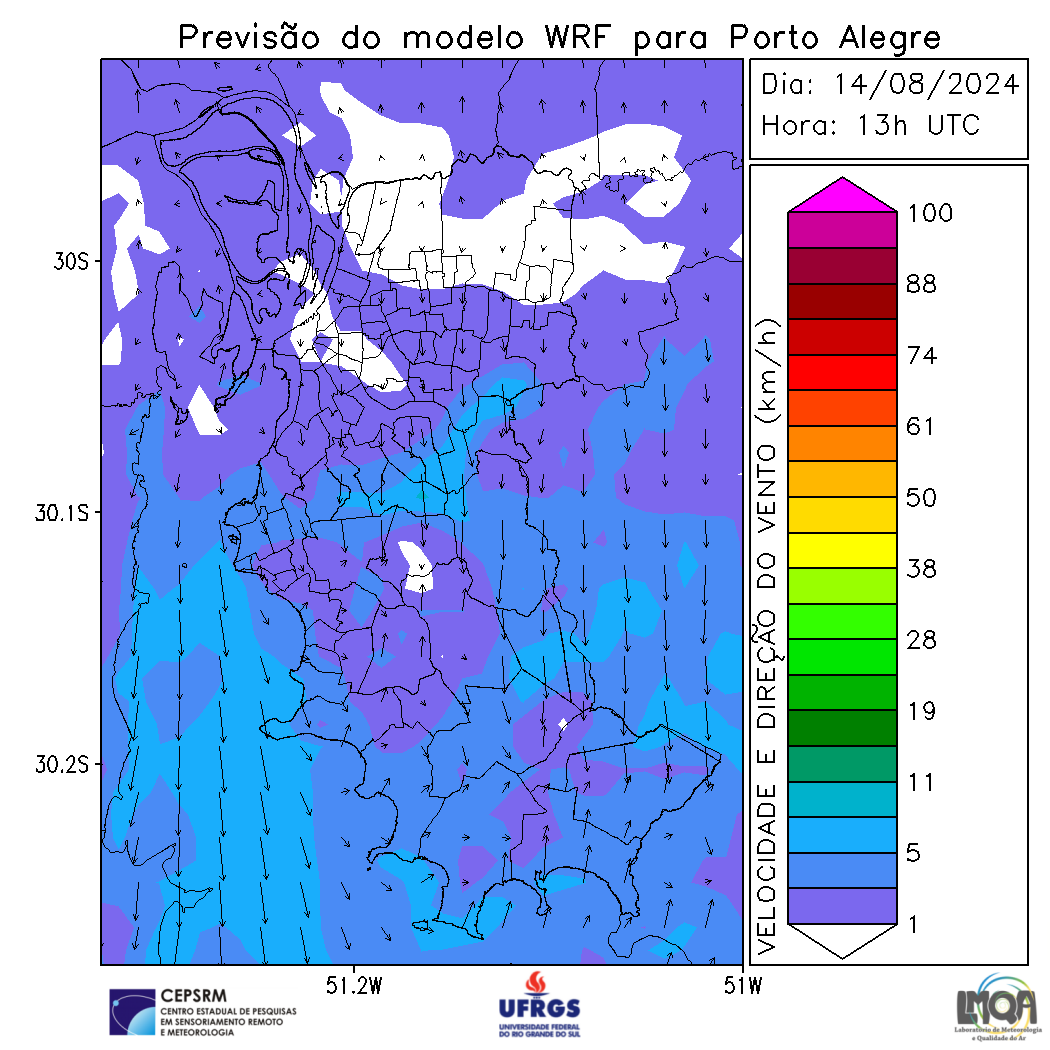 Previsão do modelo WRF para Porto Alegre
Dia: 14/08/2024
Hora: 13h UTC
30S
30.1S
30.2S
51.2W
51W
VELOCIDADE E DIREÇÃO DO VENTO (km/h)
100
88
74
61
50
38
28
19
11
5
1
CEPSRM
CENTRO ESTADUAL DE PESQUISAS
EM SENSORIAMENTO REMOTO
E METEOROLOGIA
UFRGS
UNIVERSIDADE FEDERAL
DO RIO GRANDE DO SUL
LMQA
Laboratório de Meteorologia
e Qualidade do Ar